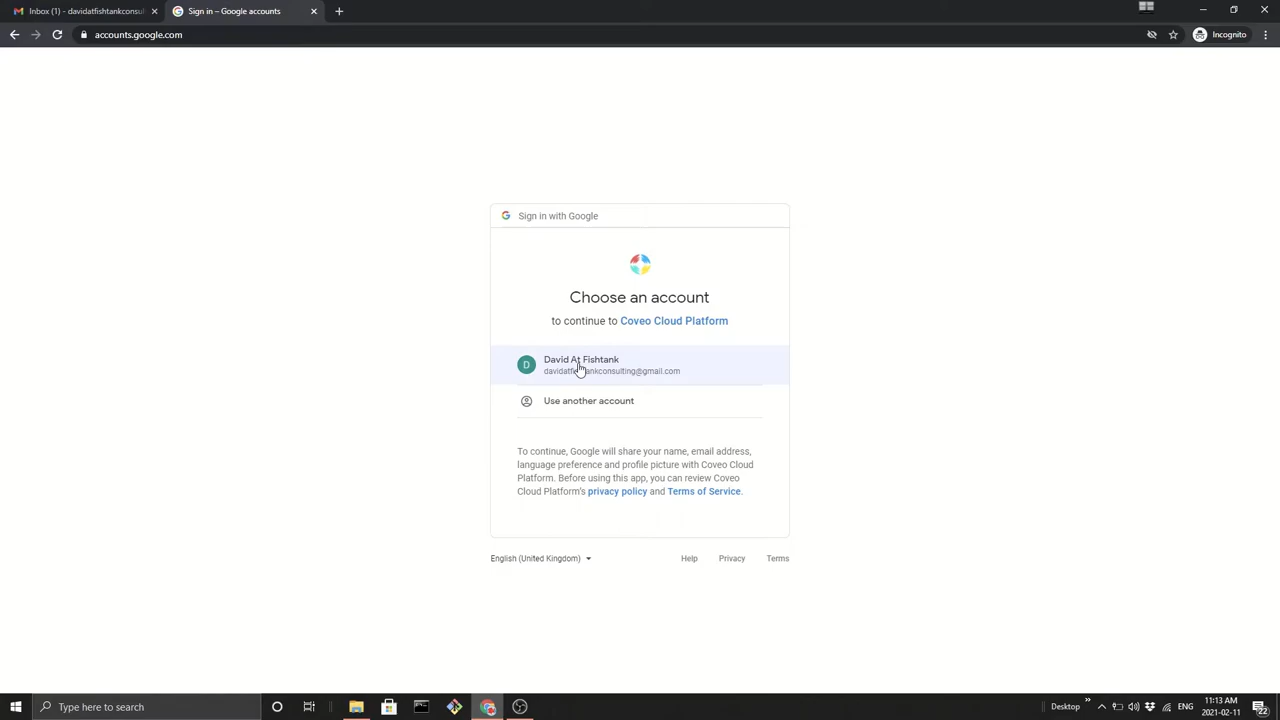 Inbox (1) - davidatfishtankconsul
Sign in – Google accounts
accounts.google.com
Incognito
Sign in with Google
Choose an account
to continue to Coveo Cloud Platform
D
David At Fishtank
davidatfishtankconsulting@gmail.com
Use another account
To continue, Google will share your name, email address,
language preference and profile picture with Coveo Cloud
Platform. Before using this app, you can review Coveo
Cloud Platform's privacy policy and Terms of Service.
English (United Kingdom)
Help
Privacy
Terms
Type here to search
Desktop
ENG
11:13 AM
2021-02-11
22